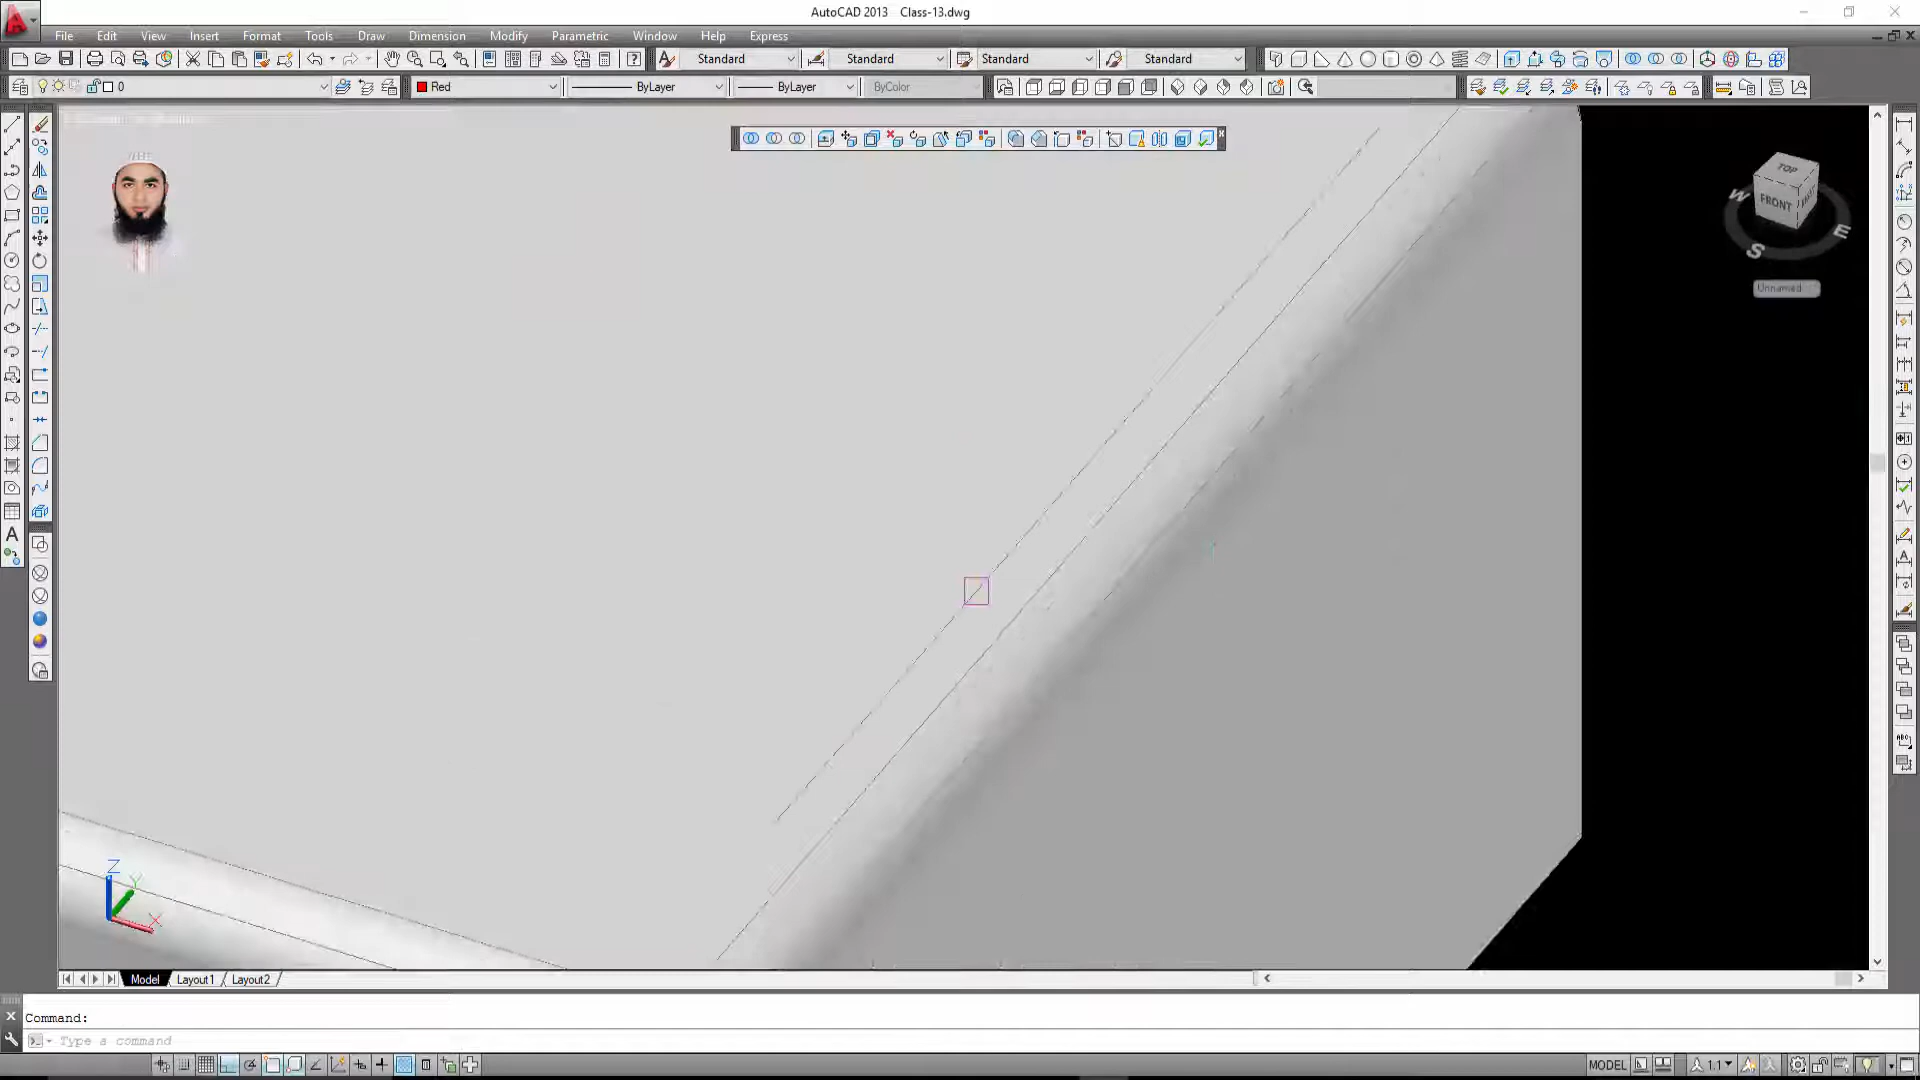 AutoCAD 2013 Class-13.dwg
File Edit View Insert Format Tools Draw Dimension Modify Parametric Window Help Express
Standard Standard Standard Standard
0 Red ByLayer ByLayer ByColor
TOP
FRONT
W
E
S
Unnamed
Z
Y
X
Model Layout1 Layout2
Command:
Type a command
MODEL 1:1